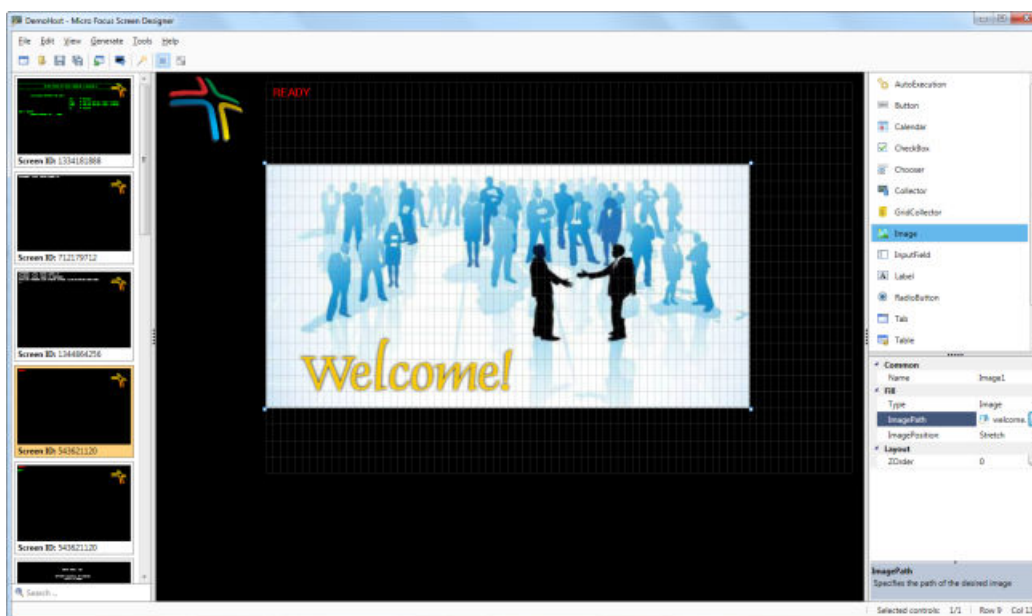 DemoHost - Micro Focus Screen Designer
File Edit View Generate Tools Help
Screen ID: 1334181888
Screen ID: 712179712
Screen ID: 1344864256
Screen ID: 543621120
Screen ID: 543621120
Search...
READY
Welcome!
AutoExecution
Button
Calendar
CheckBox
Chooser
Collector
GridCollector
Image
InputField
Label
RadioButton
Tab
Table
Common
Name Image1
Fill
Type Image
ImagePath welcome.
ImagePosition Stretch
Layout
ZOrder 0
ImagePath
Specifies the path of the desired image
Selected controls: 1/1 Row 9 Col 1